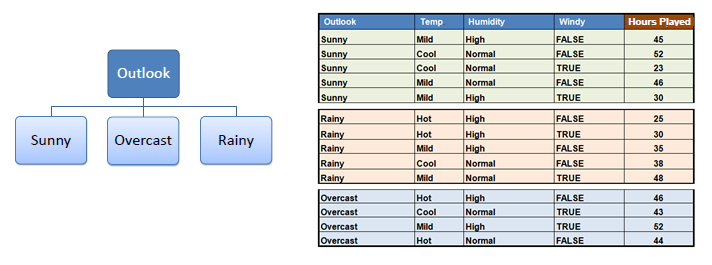 Outlook
Sunny Overcast Rainy
Outlook Temp Humidity Windy Hours Played
Sunny Mild High FALSE 45
Sunny Cool Normal FALSE 52
Sunny Cool Normal TRUE 23
Sunny Mild Normal FALSE 46
Sunny Mild High TRUE 30
Rainy Hot High FALSE 25
Rainy Hot High TRUE 30
Rainy Mild High FALSE 35
Rainy Cool Normal FALSE 38
Rainy Mild Normal TRUE 48
Overcast Hot High FALSE 46
Overcast Cool Normal TRUE 43
Overcast Mild High TRUE 52
Overcast Hot Normal FALSE 44